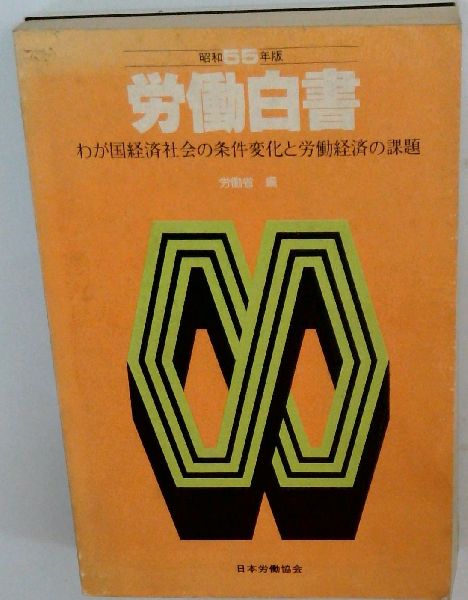 昭和55年版
労働白書
わが国経済社会の条件変化と労働経済の課題
労働省 編
日本労働協会